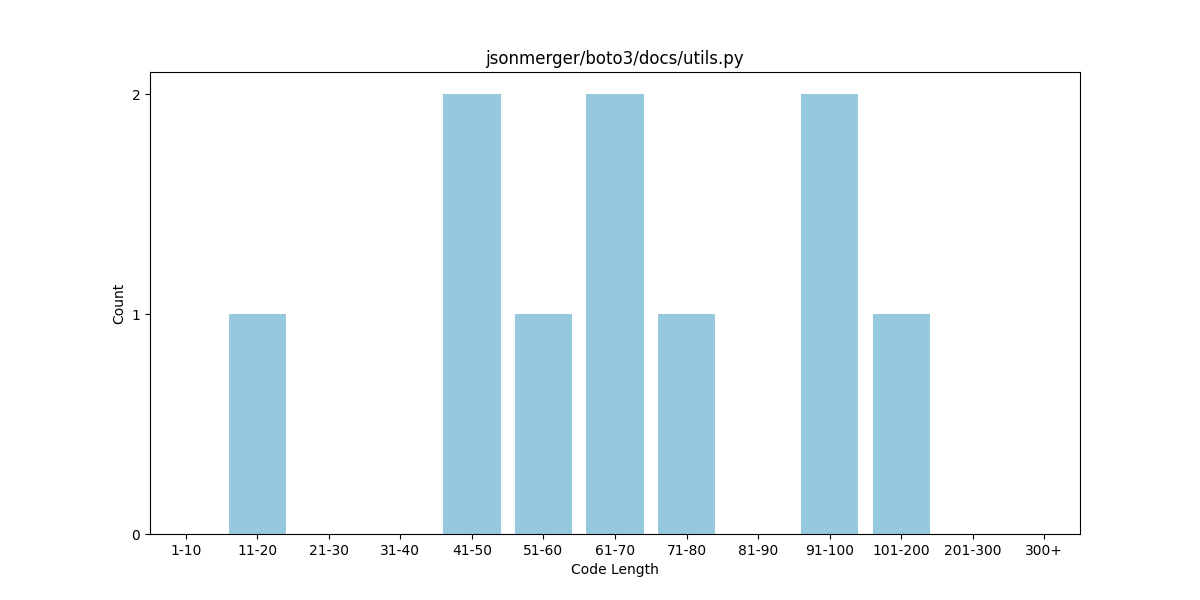 jsonmerger/boto3/docs/utils.py
2
1
0
Count
1-10 11-20 21-30 31-40 41-50 51-60 61-70 71-80 81-90 91-100 101-200 201-300 300+
Code Length